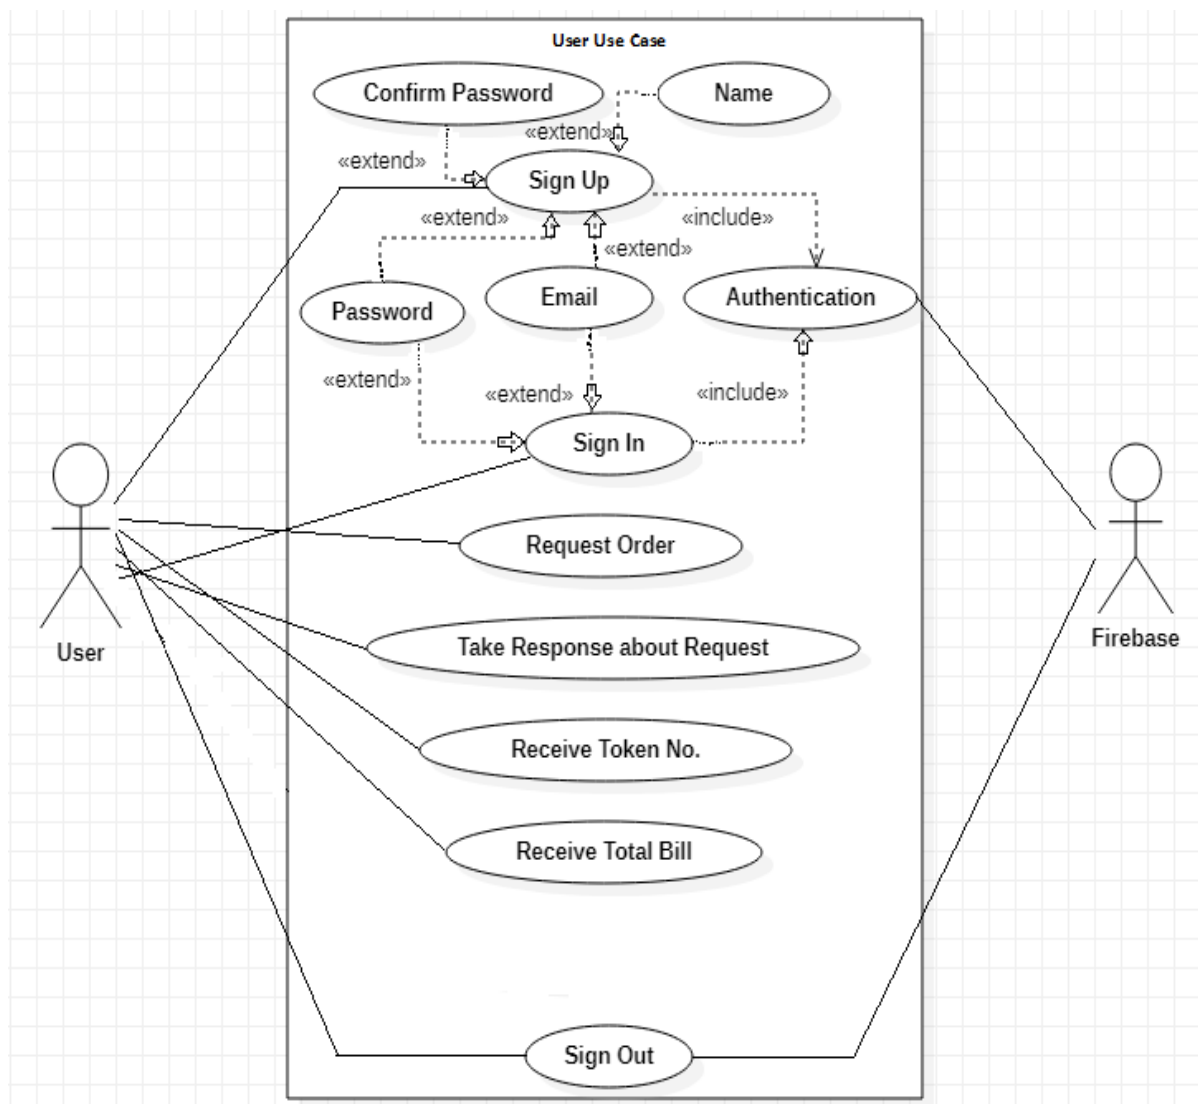 User Use Case
Confirm Password
Name
«extend»
«extend»
Sign Up
«extend»
«include»
«extend»
Password
Email
Authentication
«extend»
«extend»
«include»
Sign In
Request Order
User
Firebase
Take Response about Request
Receive Token No.
Receive Total Bill
Sign Out